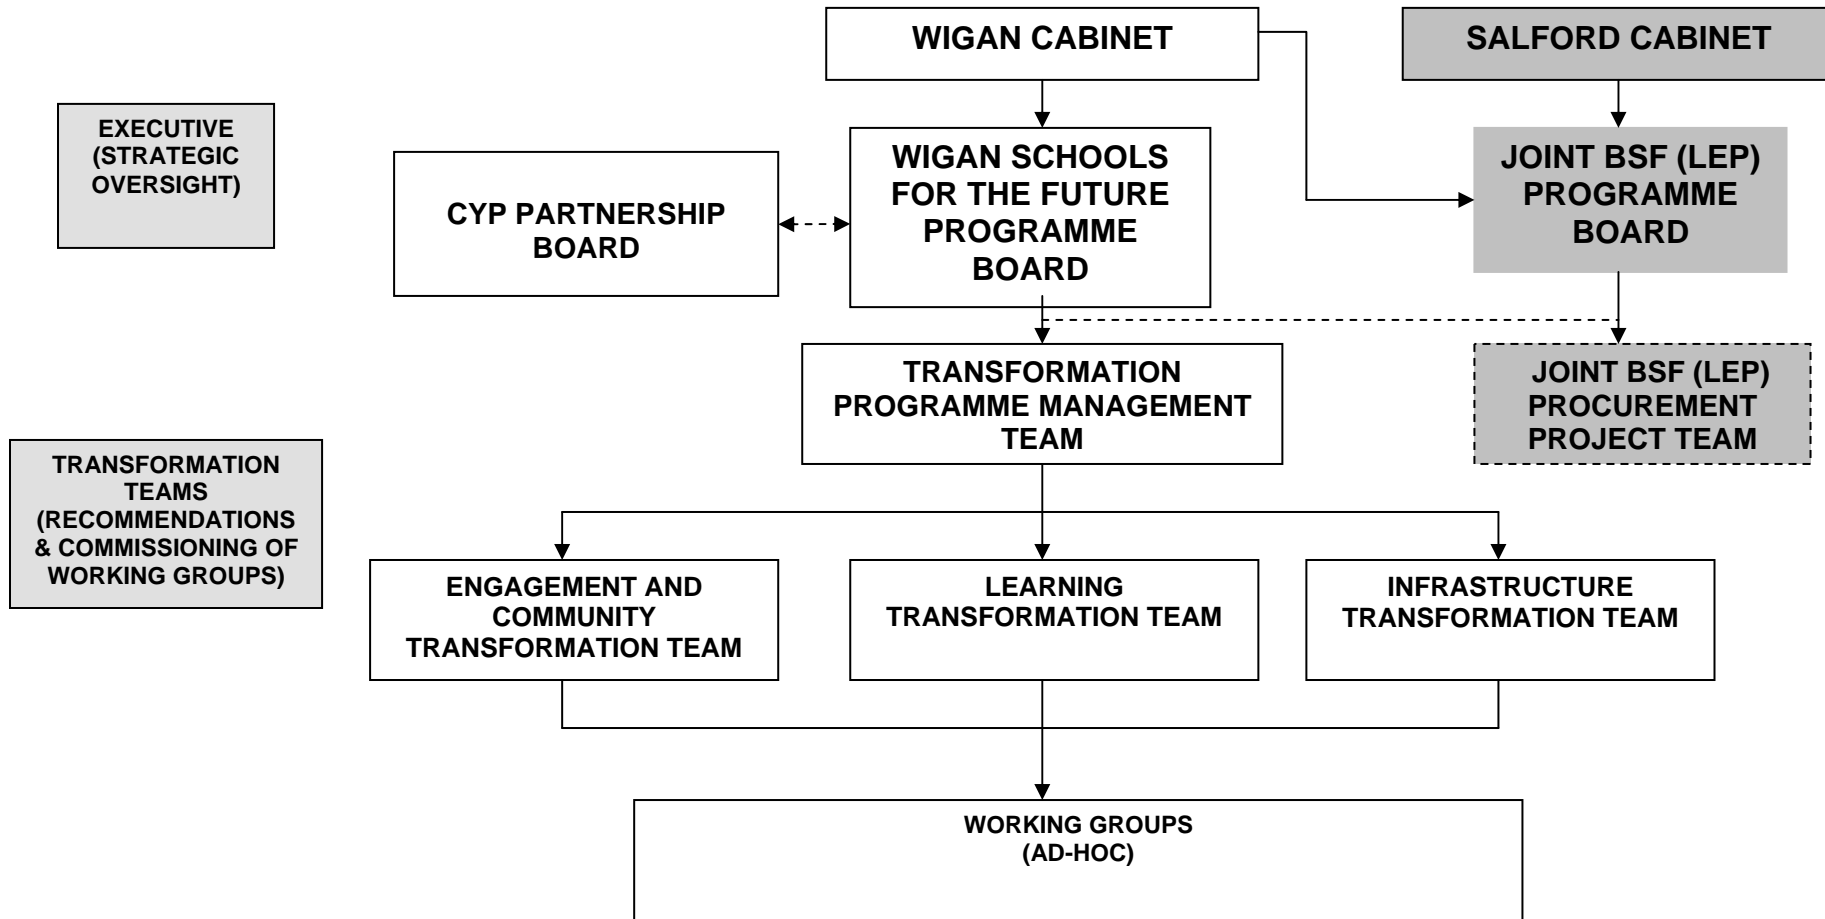 WIGAN CABINET
SALFORD CABINET
EXECUTIVE
(STRATEGIC
OVERSIGHT)
CYP PARTNERSHIP
BOARD
WIGAN SCHOOLS
FOR THE FUTURE
PROGRAMME
BOARD
JOINT BSF (LEP)
PROGRAMME
BOARD
TRANSFORMATION
PROGRAMME MANAGEMENT
TEAM
JOINT BSF (LEP)
PROCUREMENT
PROJECT TEAM
TRANSFORMATION
TEAMS
(RECOMMENDATIONS
& COMMISSIONING OF
WORKING GROUPS)
ENGAGEMENT AND
COMMUNITY
TRANSFORMATION TEAM
LEARNING
TRANSFORMATION TEAM
INFRASTRUCTURE
TRANSFORMATION TEAM
WORKING GROUPS
(AD-HOC)